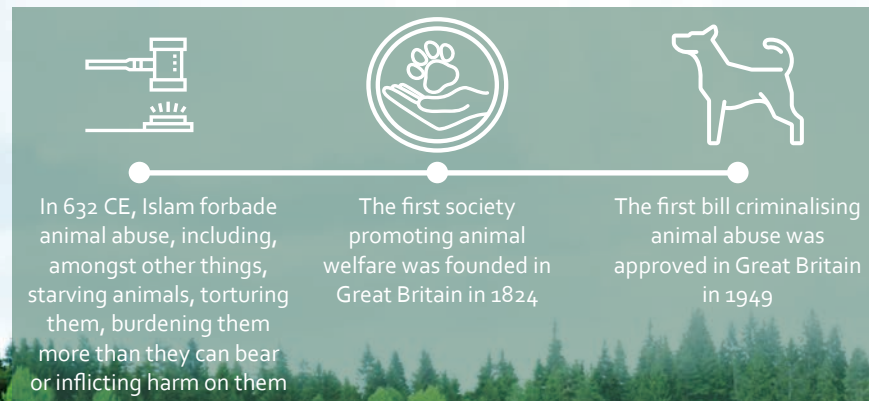 In 632 CE, Islam forbade
animal abuse, including,
amongst other things,
starving animals, torturing
them, burdening them
more than they can bear
or inflicting harm on them
The first society
promoting animal
welfare was founded in
Great Britain in 1824
The first bill criminalising
animal abuse was
approved in Great Britain
in 1949